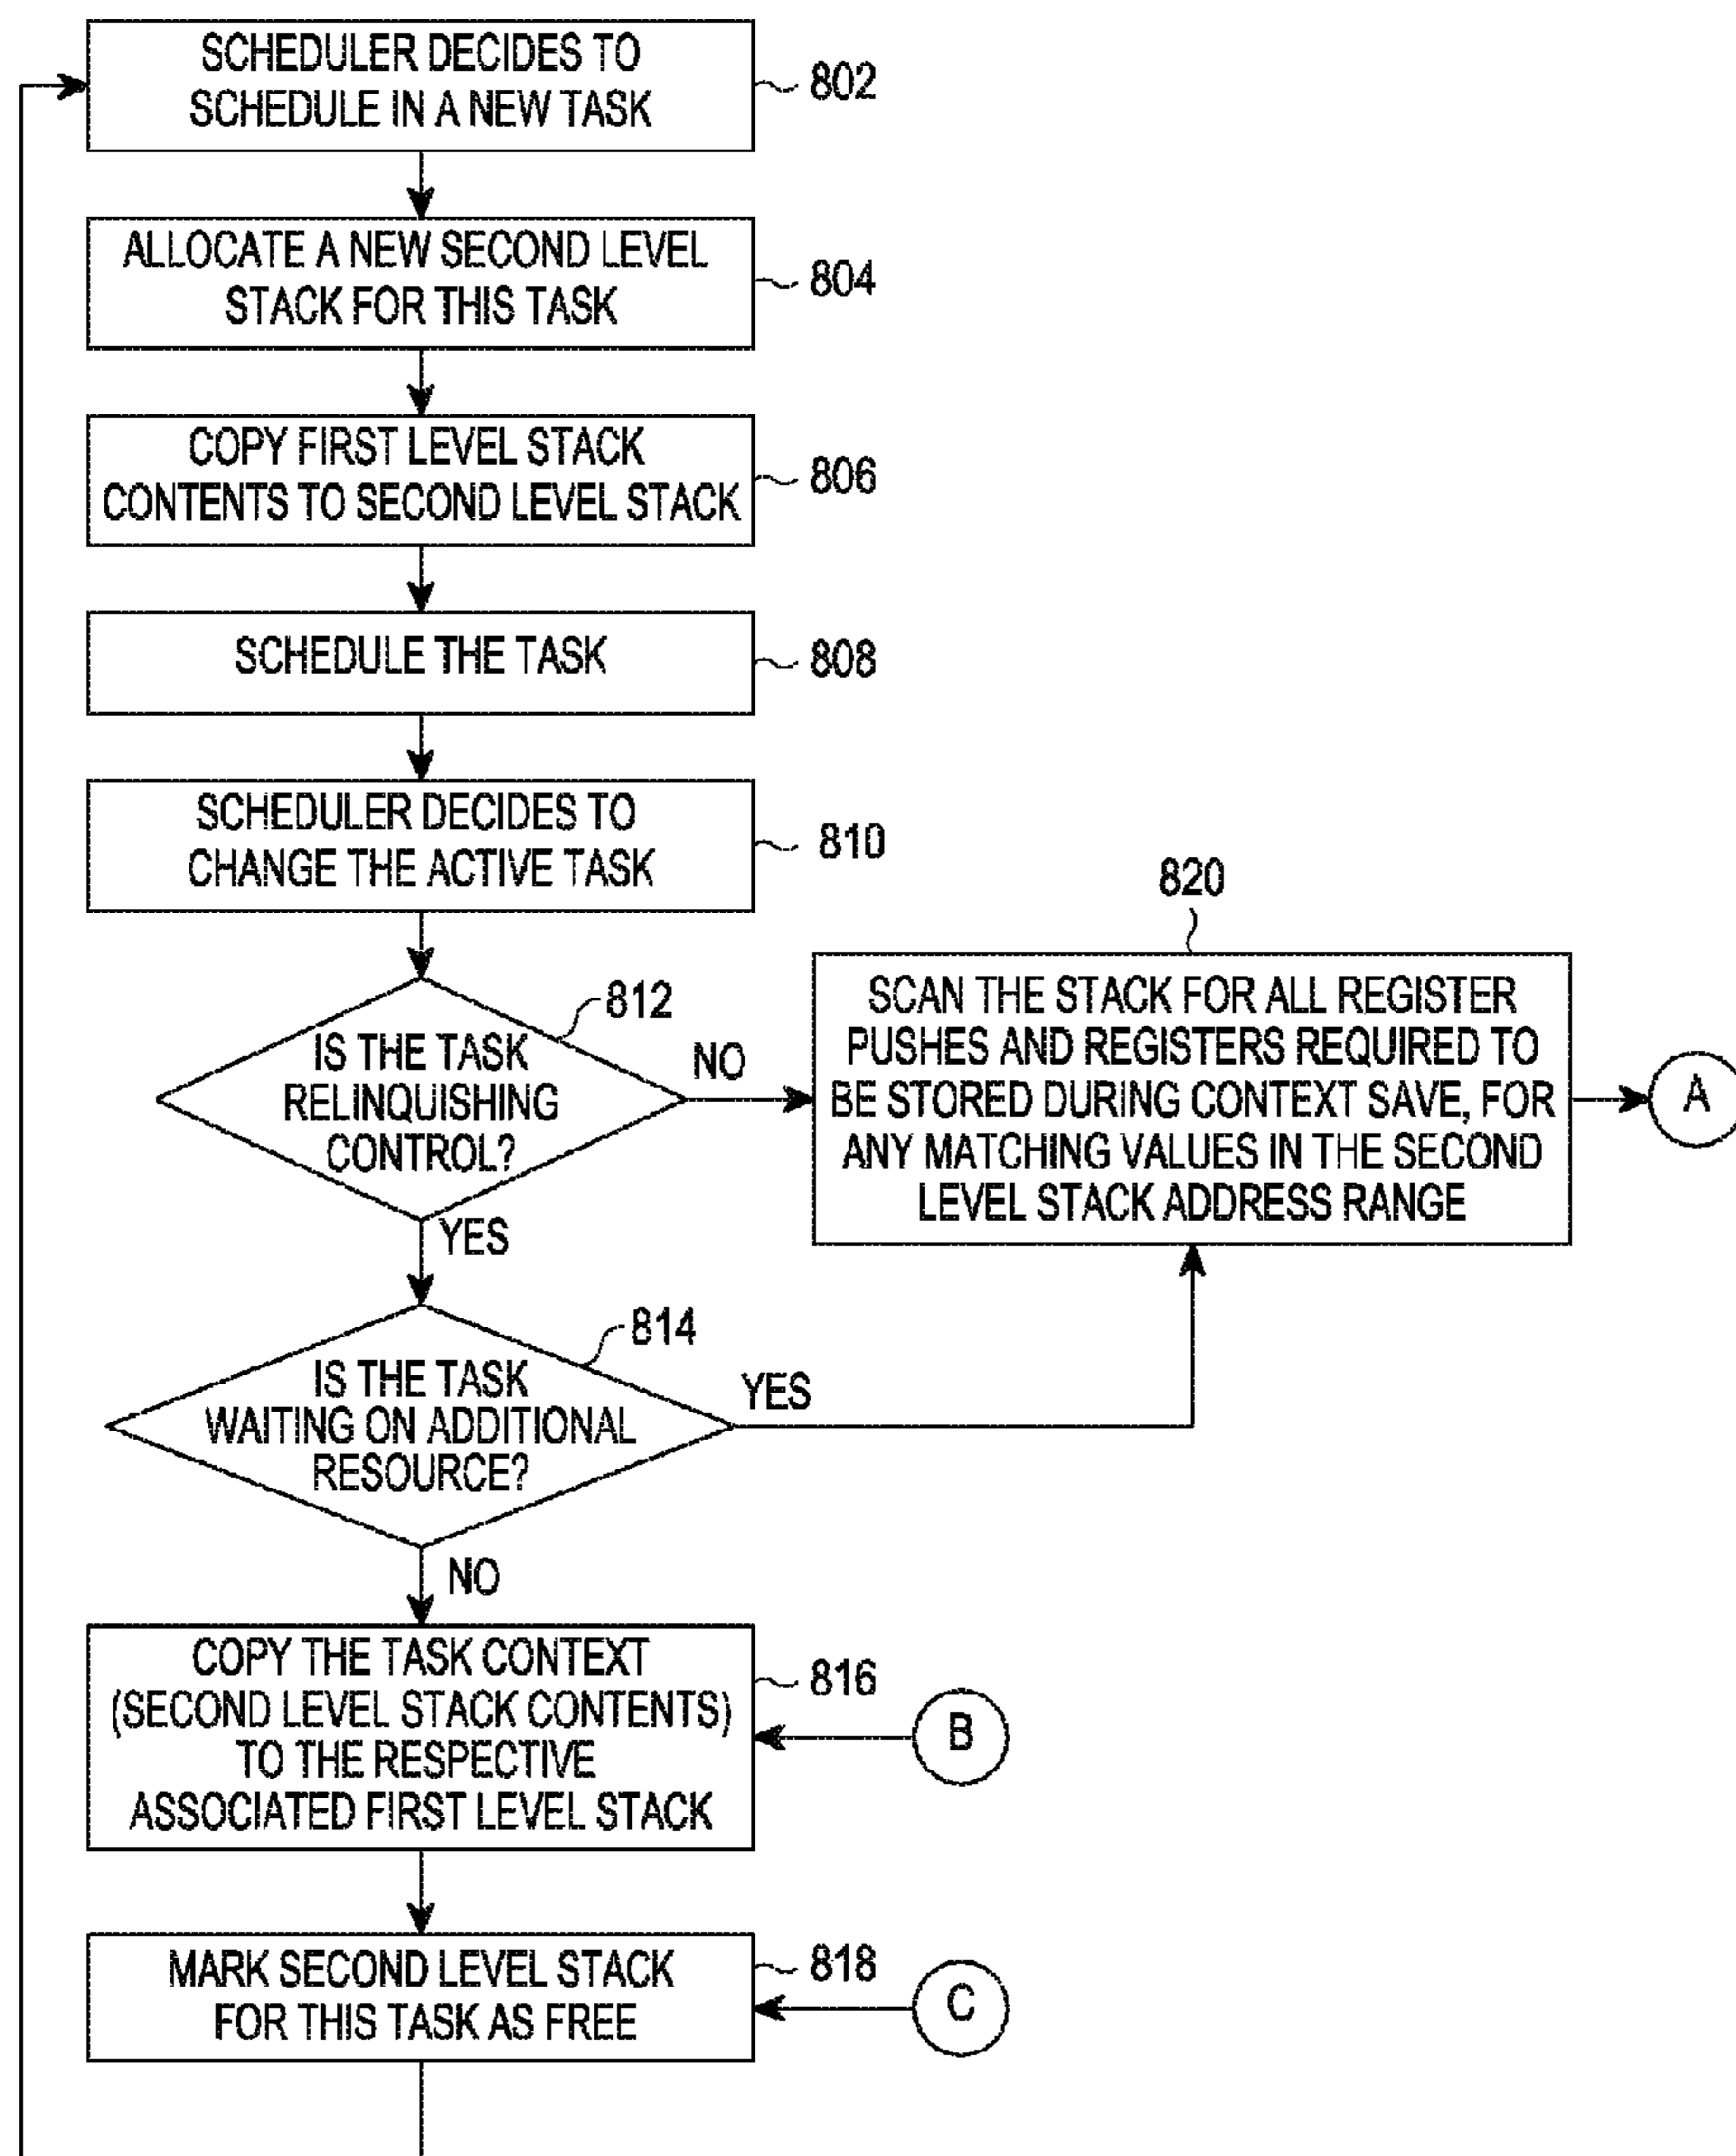 SCHEDULER DECIDES TO
SCHEDULE IN A NEW TASK
802
ALLOCATE A NEW SECOND LEVEL
STACK FOR THIS TASK
804
COPY FIRST LEVEL STACK
CONTENTS TO SECOND LEVEL STACK
806
SCHEDULE THE TASK
808
SCHEDULER DECIDES TO
CHANGE THE ACTIVE TASK
810
IS THE TASK
RELINQUISHING
CONTROL?
812
NO
YES
820
SCAN THE STACK FOR ALL REGISTER
PUSHES AND REGISTERS REQUIRED TO
BE STORED DURING CONTEXT SAVE, FOR
ANY MATCHING VALUES IN THE SECOND
LEVEL STACK ADDRESS RANGE
A
IS THE TASK
WAITING ON ADDITIONAL
RESOURCE?
814
YES
NO
COPY THE TASK CONTEXT
(SECOND LEVEL STACK CONTENTS)
TO THE RESPECTIVE
ASSOCIATED FIRST LEVEL STACK
816
B
MARK SECOND LEVEL STACK
FOR THIS TASK AS FREE
818
C